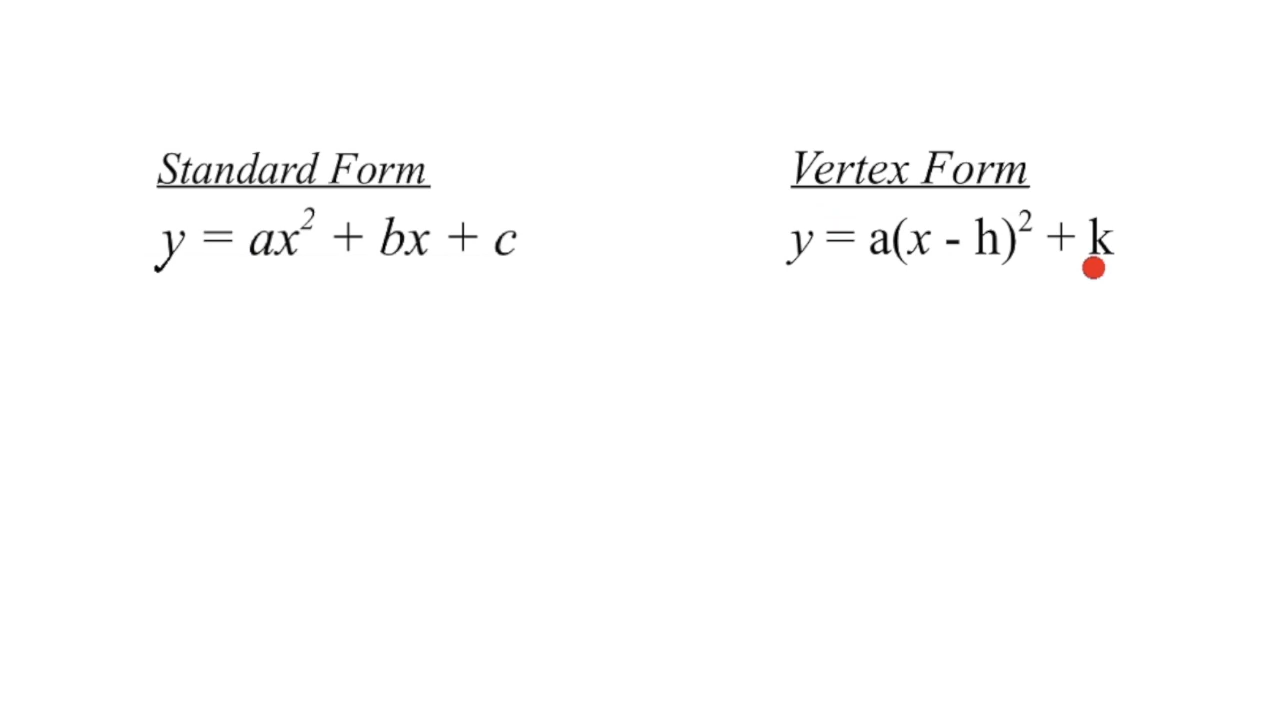 Standard Form
y = ax² + bx + c
Vertex Form
y = a(x - h)² + k